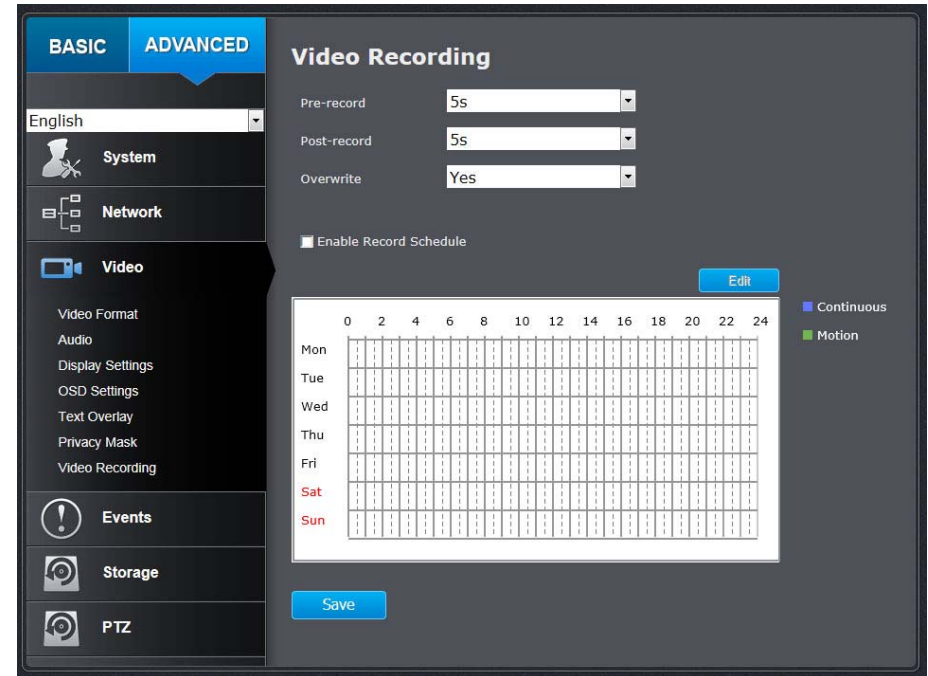 BASIC ADVANCED
English
System
Network
Video
Video Format
Audio
Display Settings
OSD Settings
Text Overlay
Privacy Mask
Video Recording
Events
Storage
PTZ
Video Recording
Pre-record 5s
Post-record 5s
Overwrite Yes
Enable Record Schedule
Edit
0 2 4 6 8 10 12 14 16 18 20 22 24
Mon
Tue
Wed
Thu
Fri
Sat
Sun
Continuous
Motion
Save